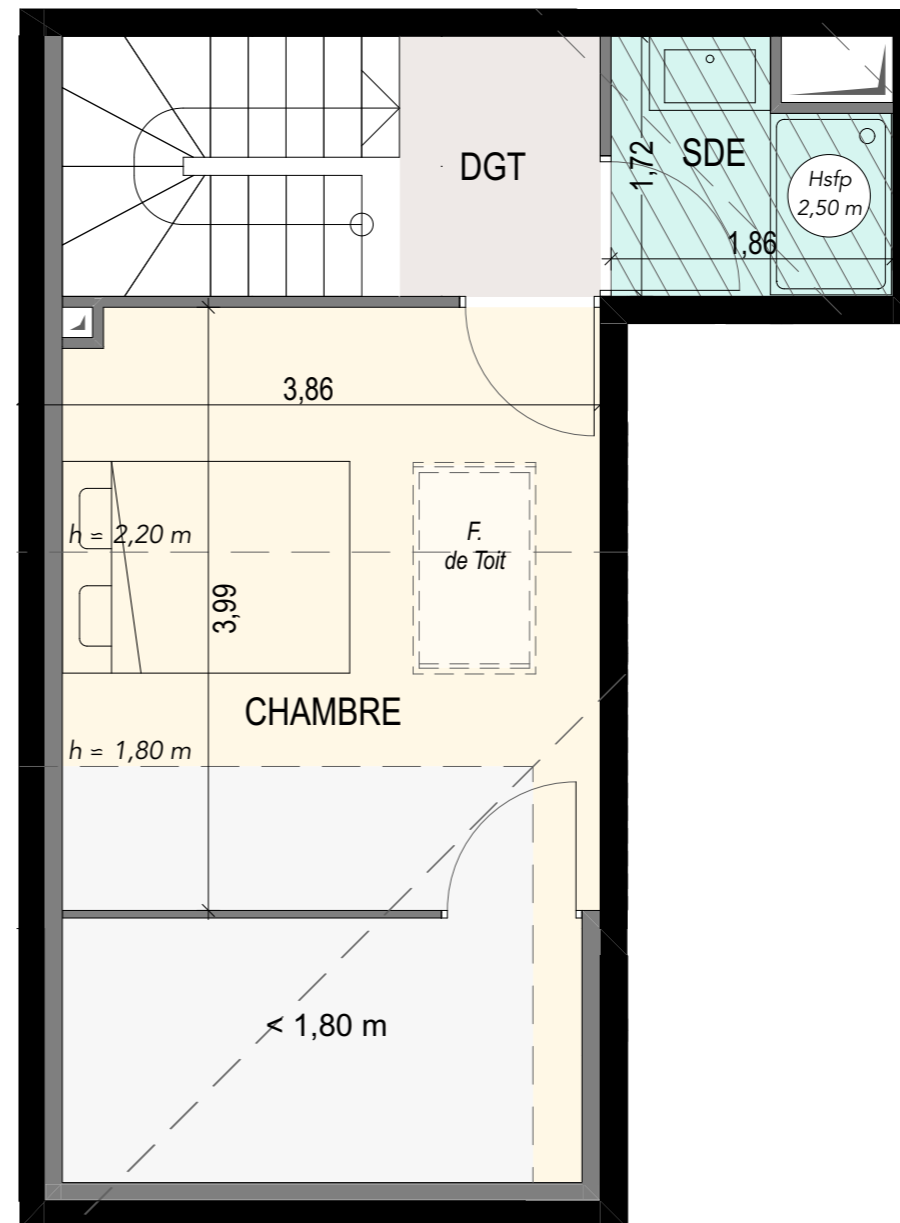 DGT
SDE
1,72
Hsfp
2,50 m
1,86
3,86
h = 2,20 m
F.
de Toit
3,99
CHAMBRE
h = 1,80 m
< 1,80 m